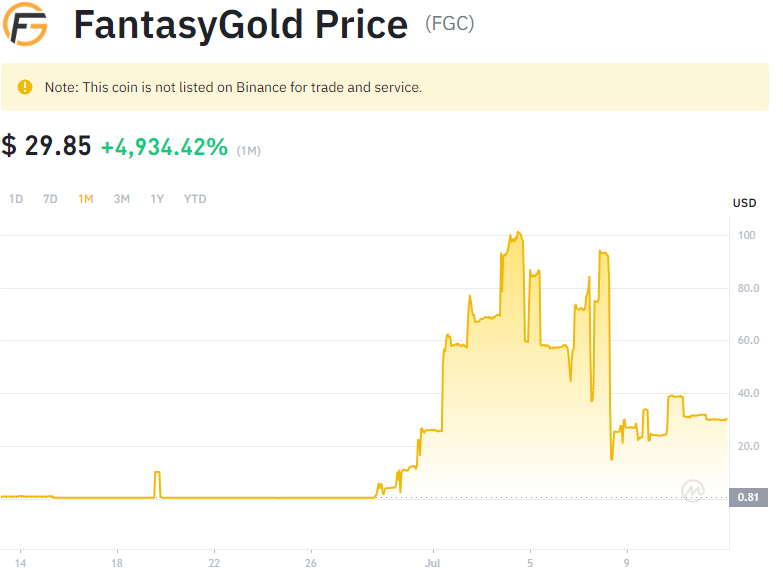 FG
FantasyGold Price (FGC)
Note: This coin is not listed on Binance for trade and service.
$ 29.85 +4,934.42% (1M)
1D 7D 1M 3M 1Y YTD
USD
100
80.0
60.0
40.0
20.0
0.81
14 18 22 26 Jul 5 9